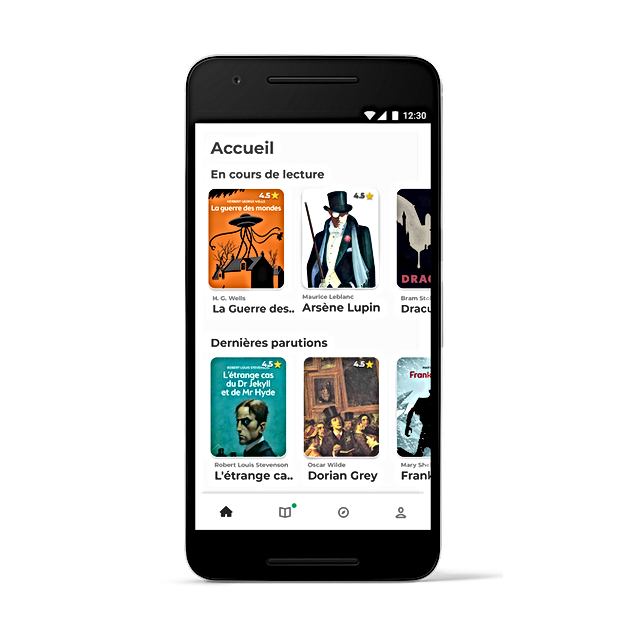 12:30
Accueil
En cours de lecture
4.5
HERBERT GEORGE WELLS
La guerre des mondes
4.5
DRAC
H. G. Wells
La Guerre des..
Maurice Leblanc
Arsène Lupin
Bram Sto
Dracu
Dernières parutions
4.5
ROBERT LOUIS STEVENSON
L'étrange cas
du Dr Jekyll
et de Mr Hyde
4.5
Frank
Robert Louis Stevenson
L'étrange ca..
Oscar Wilde
Dorian Grey
Mary She
Frank